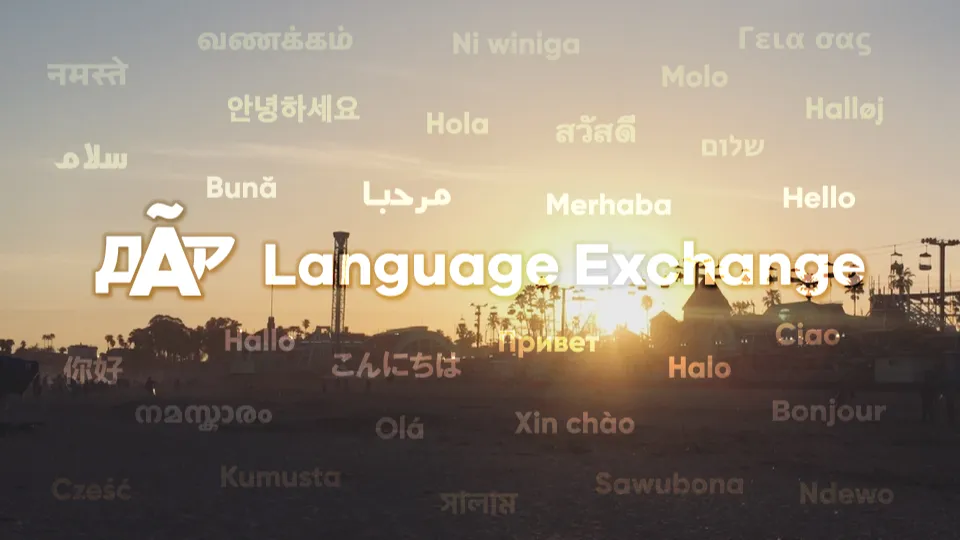 வணக்கம்
Ni winiga
Γεια σας
नमस्ते
Molo
안녕하세요
Hola
สวัสดี
Halløj
سلام
שלום
Bună
مرحبا
Merhaba
Hello
Language Exchange
Hallo
Привет
Ciao
你好
こんにちは
Halo
നമസ്കാരം
Olá
Xin chào
Bonjour
Cześć
Kumusta
সালাম
Sawubona
Ndewo